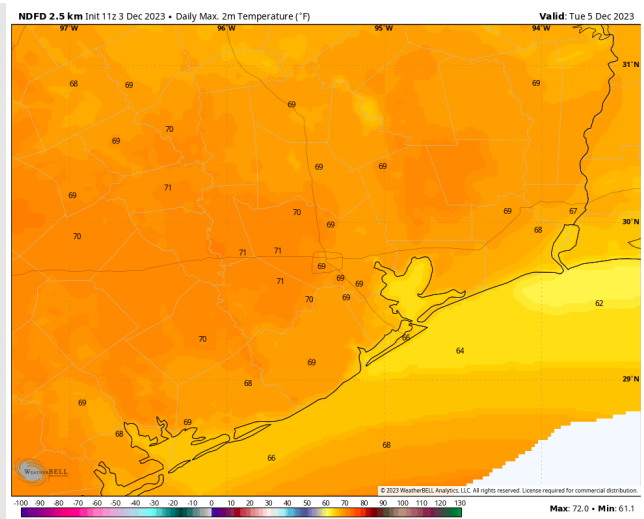 NDFD 2.5 km Init 11z 3 Dec 2023 • Daily Max. 2m Temperature (°F) Valid: Tue 5 Dec 2023
97°W 96°W 95°W 94°W
31°N
68 69 69
69
69 70
69 69
71
69
70 69 67
69 68 30°N
70
71 71
69
69
71 69
70 69
62
66
70
64
69
29°N
68
69
69
68
68
66
WEATHERBELL
© 2023 WeatherBELL Analytics, LLC. All rights reserved. License required for commercial distribution.
-100 -90 -80 -70 -60 -50 -40 -30 -20 -10 0 10 20 30 40 50 60 70 80 90 100 110 120 130
Max: 72.0 • Min: 61.1